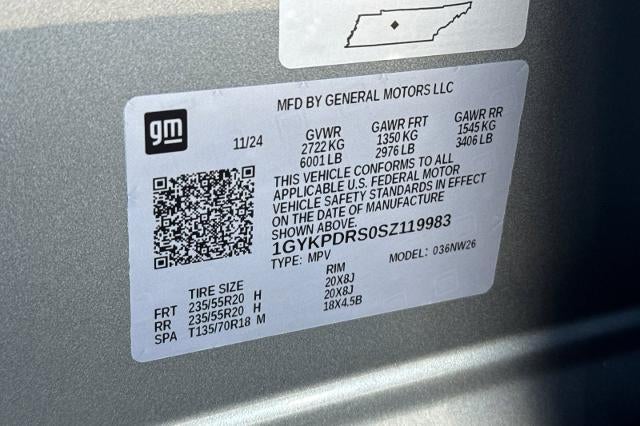 MFD BY GENERAL MOTORS LLC
gm
11/24
GVWR
2722 KG
6001 LB
GAWR FRT
1350 KG
2976 LB
GAWR RR
1545 KG
3406 LB
THIS VEHICLE CONFORMS TO ALL
APPLICABLE U.S. FEDERAL MOTOR
VEHICLE SAFETY STANDARDS IN EFFECT
ON THE DATE OF MANUFACTURE
SHOWN ABOVE.
1GYKPDRS0SZ119983
TYPE: MPV
MODEL: 036NW26
TIRE SIZE
RIM
FRT 235/55R20 H 20X8J
RR 235/55R20 H 20X8J
SPA T135/70R18 M 18X4.5B